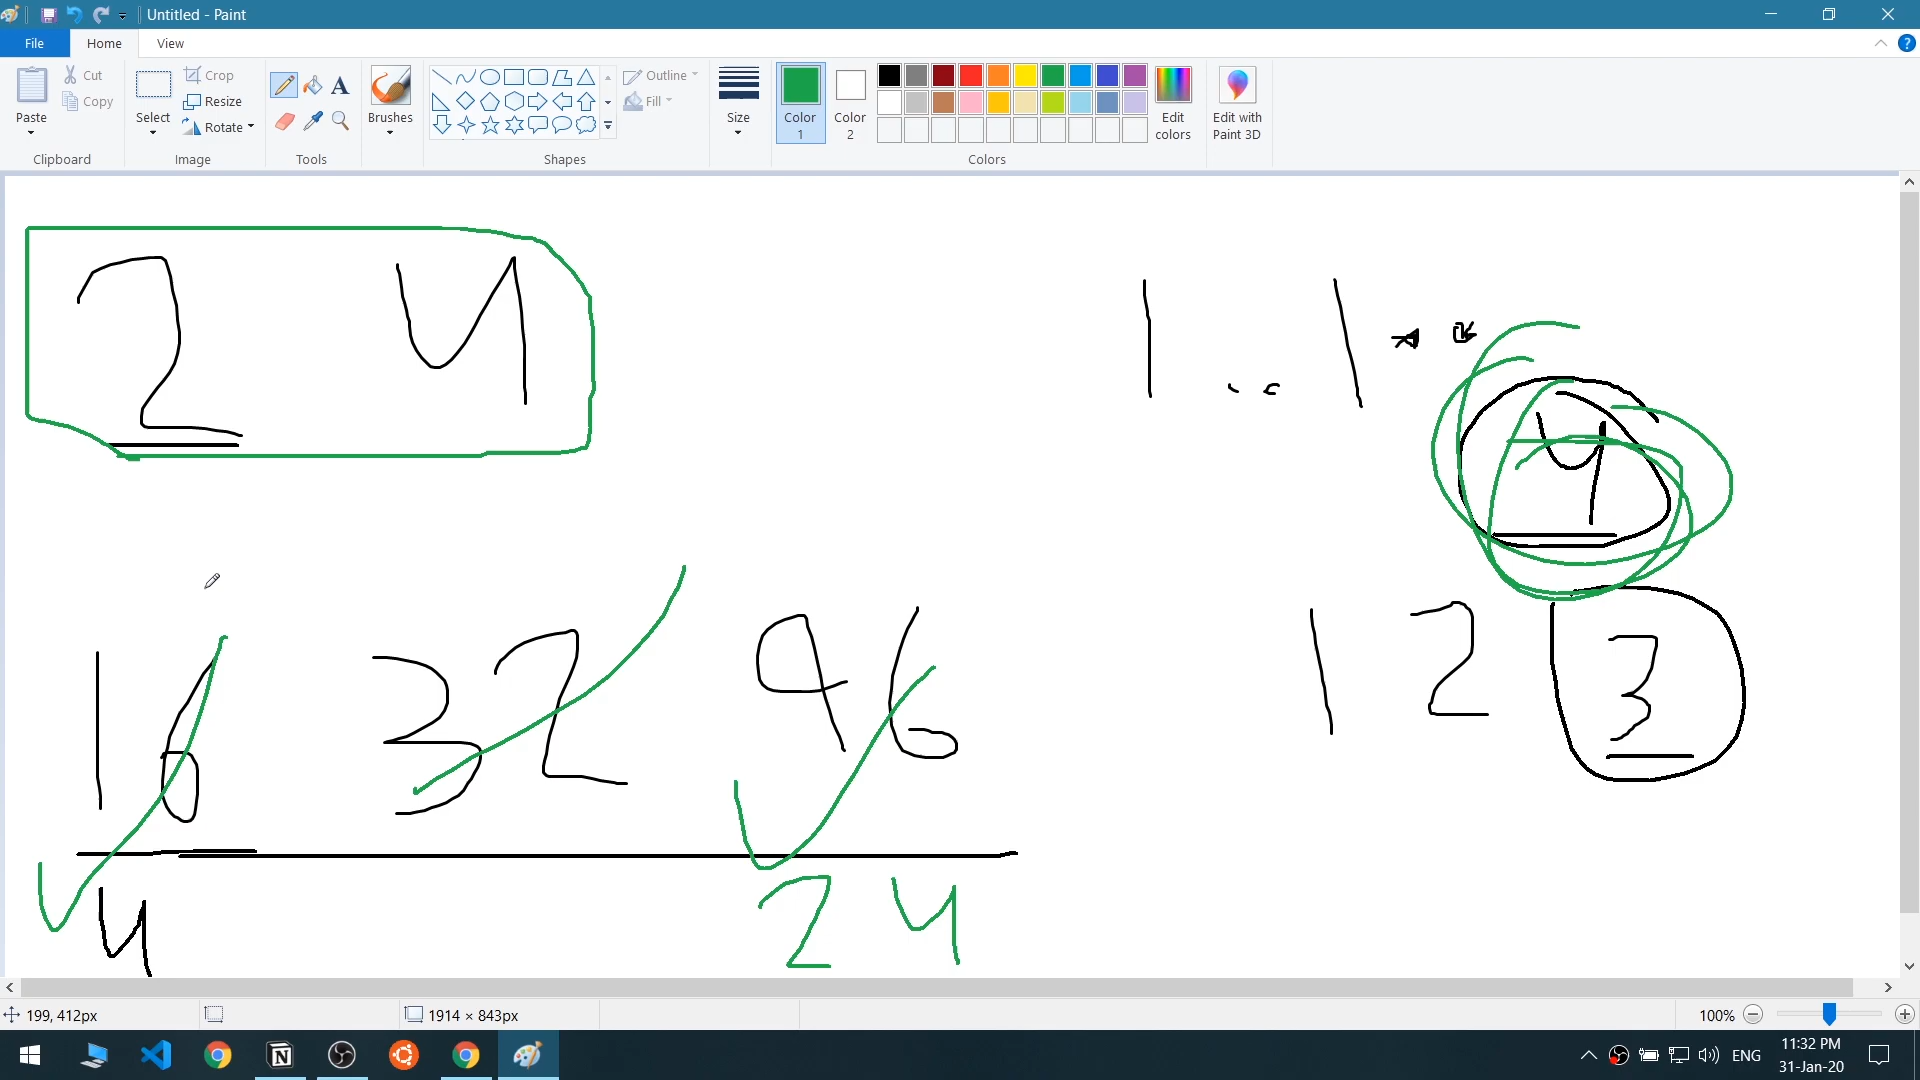 Untitled - Paint
File Home View
Paste Cut Copy Clipboard
Select Crop Resize Rotate Image
Tools
Brushes
Outline Fill Shapes
Size
Color 1 Color 2 Edit colors Colors
Edit with Paint 3D
2 4
1 .. 1
4
16 32 96
1 2 3
4 24
199, 412px 1914 × 843px 100%
ENG 11:32 PM
31-Jan-20